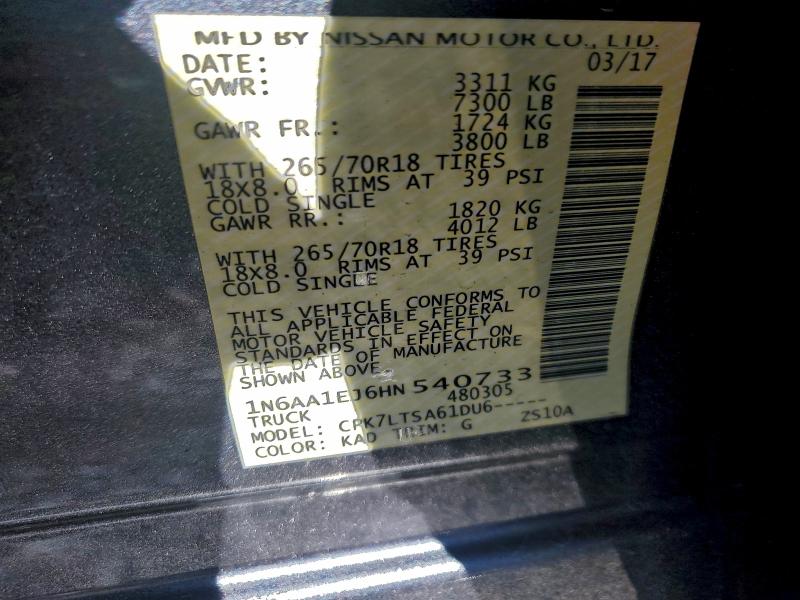 MFD BY NISSAN MOTOR CO., LTD.
DATE: 03/17
GVWR: 3311 KG
7300 LB
GAWR FR.: 1724 KG
3800 LB
WITH 265/70R18 TIRES
18X8.0 RIMS AT 39 PSI
COLD SINGLE
GAWR RR.: 1820 KG
4012 LB
WITH 265/70R18 TIRES
18X8.0 RIMS AT 39 PSI
COLD SINGLE
THIS VEHICLE CONFORMS TO
ALL APPLICABLE FEDERAL
MOTOR VEHICLE SAFETY
STANDARDS IN EFFECT ON
THE DATE OF MANUFACTURE
SHOWN ABOVE.
1N6AA1EJ6HN 540733
TRUCK 480305
MODEL: CPK7LTSA61DU6-----
COLOR: KAD TRIM: G ZS10A